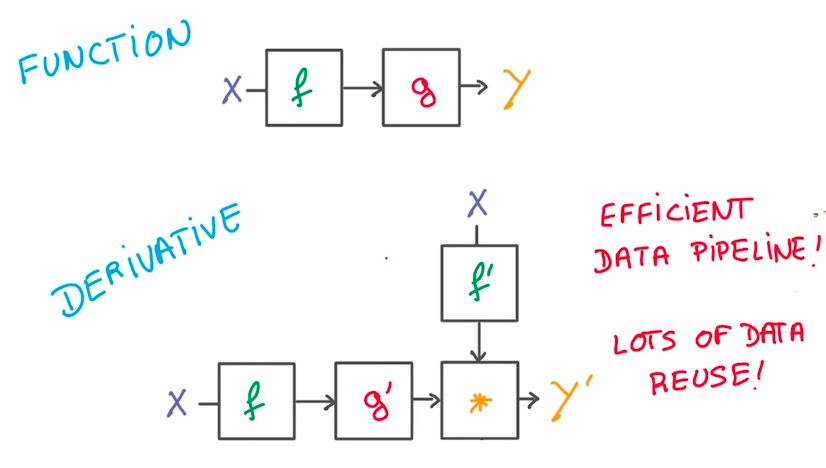 FUNCTION
X f g Y
DERIVATIVE
X
f'
X f g' * Y'
EFFICIENT
DATA PIPELINE!
LOTS OF DATA
REUSE!